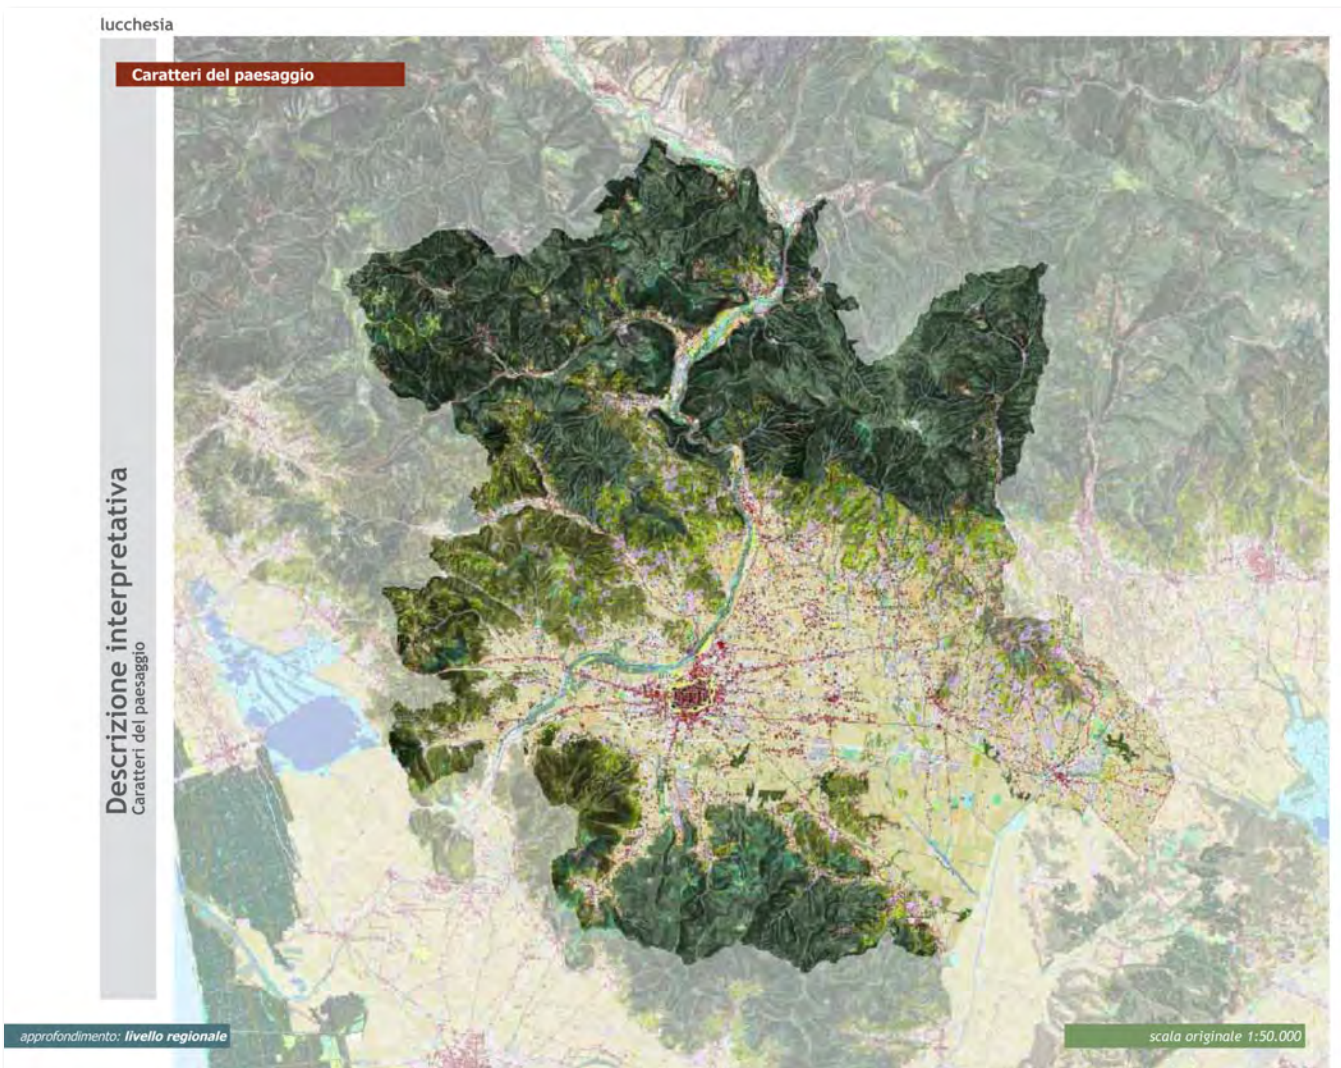 lucchesia
Caratteri del paesaggio
Descrizione interpretativa
Caratteri del paesaggio
approfondimento: livello regionale
scala originale 1:50.000